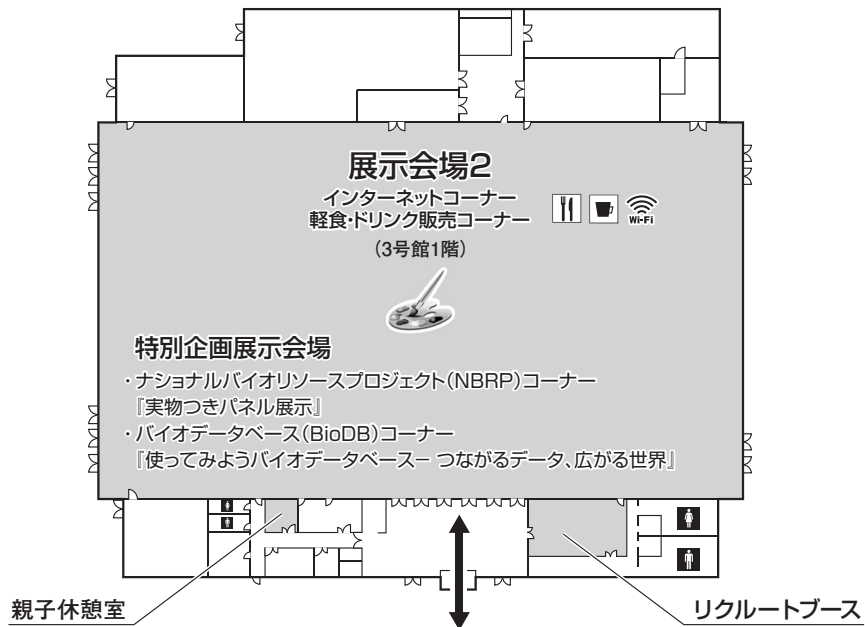 展示会場2
インターネットコーナー
軽食・ドリンク販売コーナー
Wi-Fi
(3号館1階)
特別企画展示会場
・ナショナルバイオリソースプロジェクト(NBRP)コーナー
『実物つきパネル展示』
・バイオデータベース(BioDB)コーナー
『使ってみようバイオデータベース− つながるデータ、広がる世界』
親子休憩室
リクルートブース